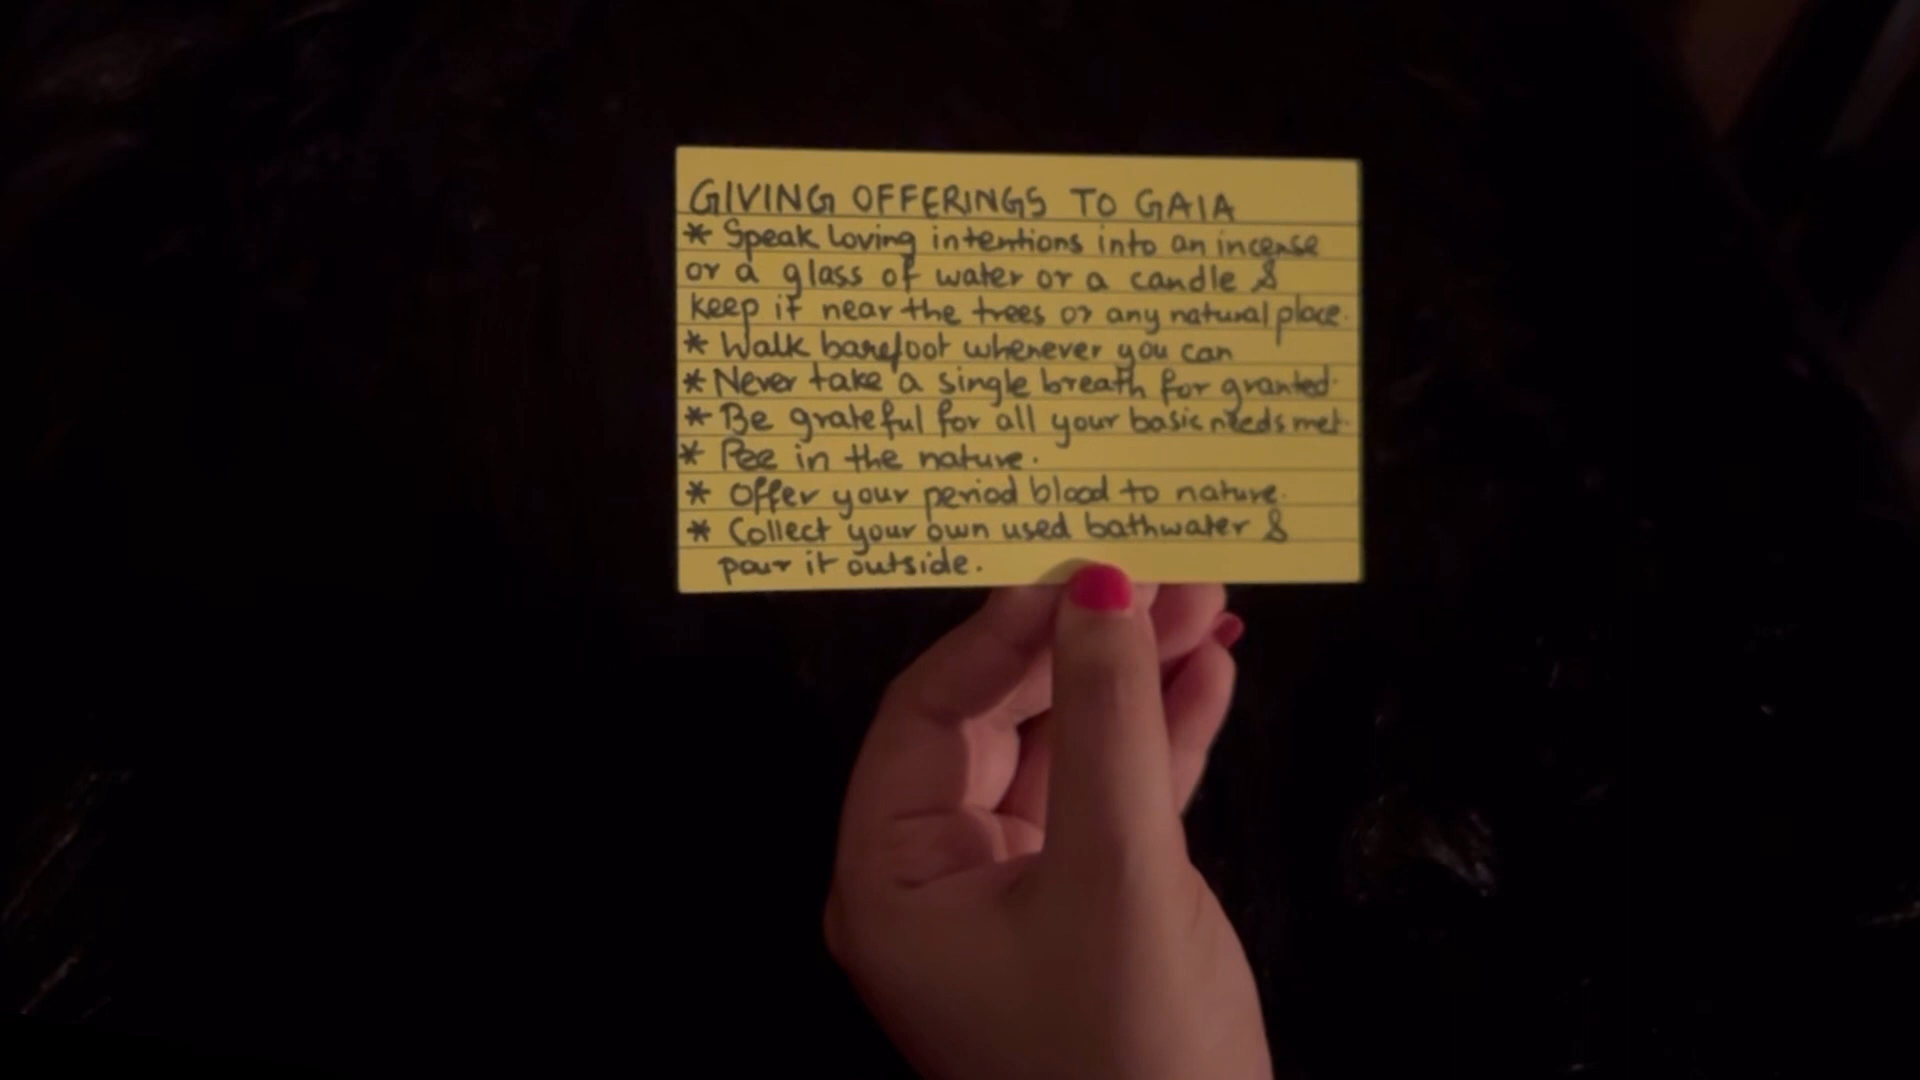 GIVING OFFERINGS TO GAIA
* Speak loving intentions into an incense
or a glass of water or a candle &
keep it near the trees or any natural place.
* Walk barefoot whenever you can
* Never take a single breath for granted.
* Be grateful for all your basic needs met.
* Pee in the nature.
* Offer your period blood to nature.
* Collect your own used bathwater &
pour it outside.